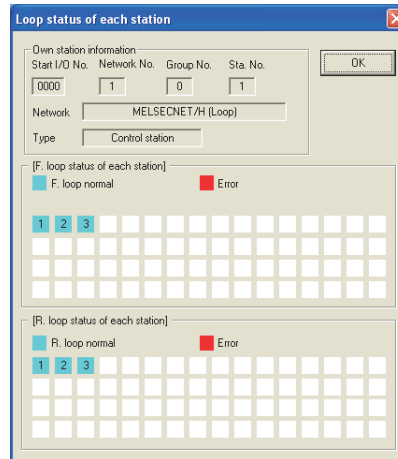 Loop status of each station
Own station information
Start I/O No. Network No. Group No. Sta. No.
OK
0000 1 0 1
Network MELSECNET/H (Loop)
Type Control station
[F. loop status of each station]
F. loop normal Error
1 2 3
[R. loop status of each station]
R. loop normal Error
1 2 3